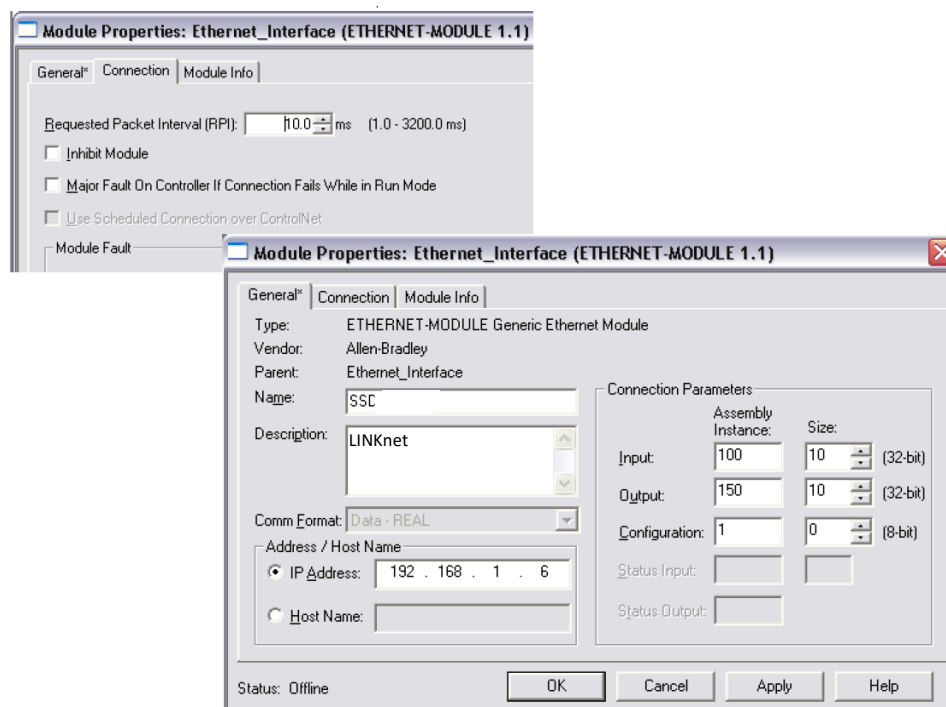 Module Properties: Ethernet_Interface (ETHERNET-MODULE 1.1)
General* Connection Module Info
Requested Packet Interval (RPI): 10.0 ms (1.0 - 3200.0 ms)
Inhibit Module
Major Fault On Controller If Connection Fails While in Run Mode
Use Scheduled Connection over ControlNet
Module Fault
Module Properties: Ethernet_Interface (ETHERNET-MODULE 1.1)
General* Connection Module Info
Type: ETHERNET-MODULE Generic Ethernet Module
Vendor: Allen-Bradley
Parent: Ethernet_Interface
Name: SSD
Description: LINKnet
Comm Format: Data - REAL
Address / Host Name
IP Address: 192 . 168 . 1 . 6
Host Name:
Connection Parameters
Assembly Instance: Size:
Input: 100 10 (32-bit)
Output: 150 10 (32-bit)
Configuration: 1 0 (8-bit)
Status Input:
Status Output:
Status: Offline
OK Cancel Apply Help